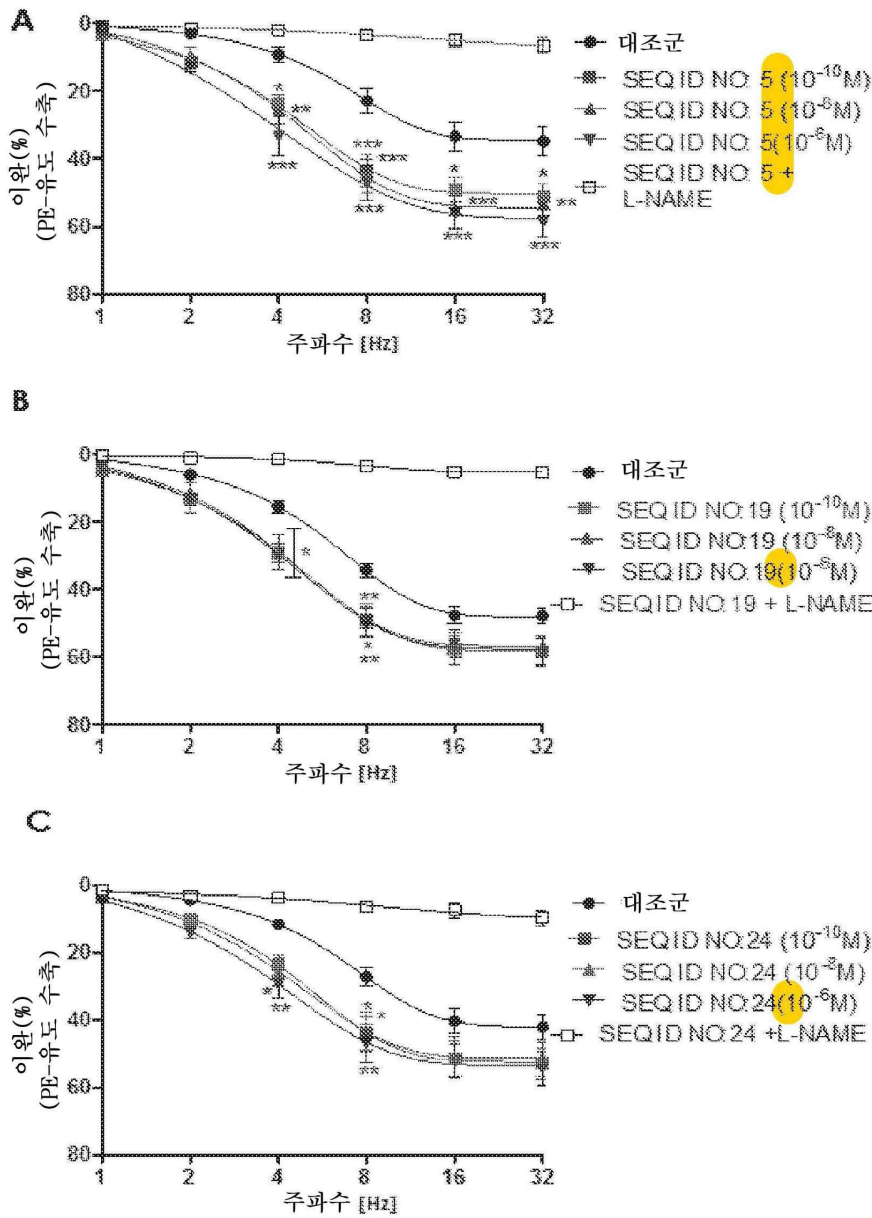 A
이완(%)
(PE-유도 수축)
0
20
40
60
80
1 2 4 8 16 32
주파수 [Hz]
* ** *** *** *** * *** *** * ** ***
대조군
SEQ ID NO: 5 (10⁻¹⁰M)
SEQ ID NO: 5 (10⁻⁸M)
SEQ ID NO: 5(10⁻⁶M)
SEQ ID NO: 5 +
L-NAME
B
이완(%)
(PE-유도 수축)
0
20
40
60
80
1 2 4 8 16 32
주파수 [Hz]
* ** * **
대조군
SEQ ID NO:19 (10⁻¹⁰M)
SEQ ID NO:19 (10⁻⁸M)
SEQ ID NO:19(10⁻⁶M)
SEQ ID NO:19 + L-NAME
C
이완(%)
(PE-유도 수축)
0
20
40
60
80
1 2 4 8 16 32
주파수 [Hz]
* ** * * **
대조군
SEQ ID NO:24 (10⁻¹⁰M)
SEQ ID NO:24 (10⁻⁸M)
SEQ ID NO:24(10⁻⁶M)
SEQ ID NO:24 +L-NAME